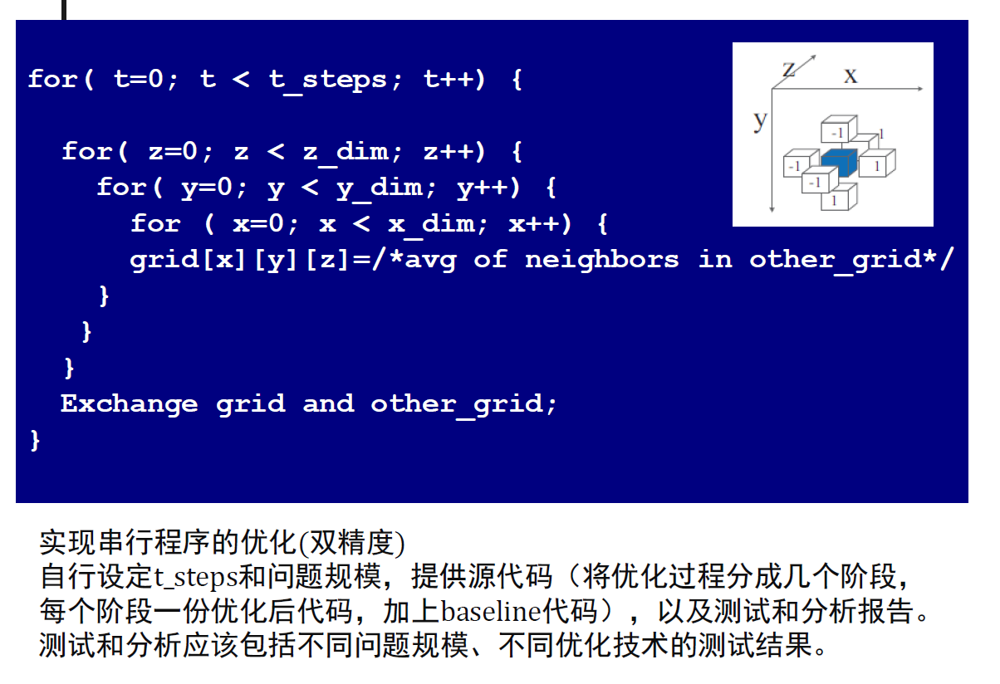 for( t=0; t < t_steps; t++) {
for( z=0; z < z_dim; z++) {
for( y=0; y < y_dim; y++) {
for ( x=0; x < x_dim; x++) {
grid[x][y][z]=/*avg of neighbors in other_grid*/
}
}
}
Exchange grid and other_grid;
}
z
x
y
-1
1
-1
1
-1
1
实现串行程序的优化(双精度)
自行设定t_steps和问题规模，提供源代码（将优化过程分成几个阶段，
每个阶段一份优化后代码，加上baseline代码），以及测试和分析报告。
测试和分析应该包括不同问题规模、不同优化技术的测试结果。